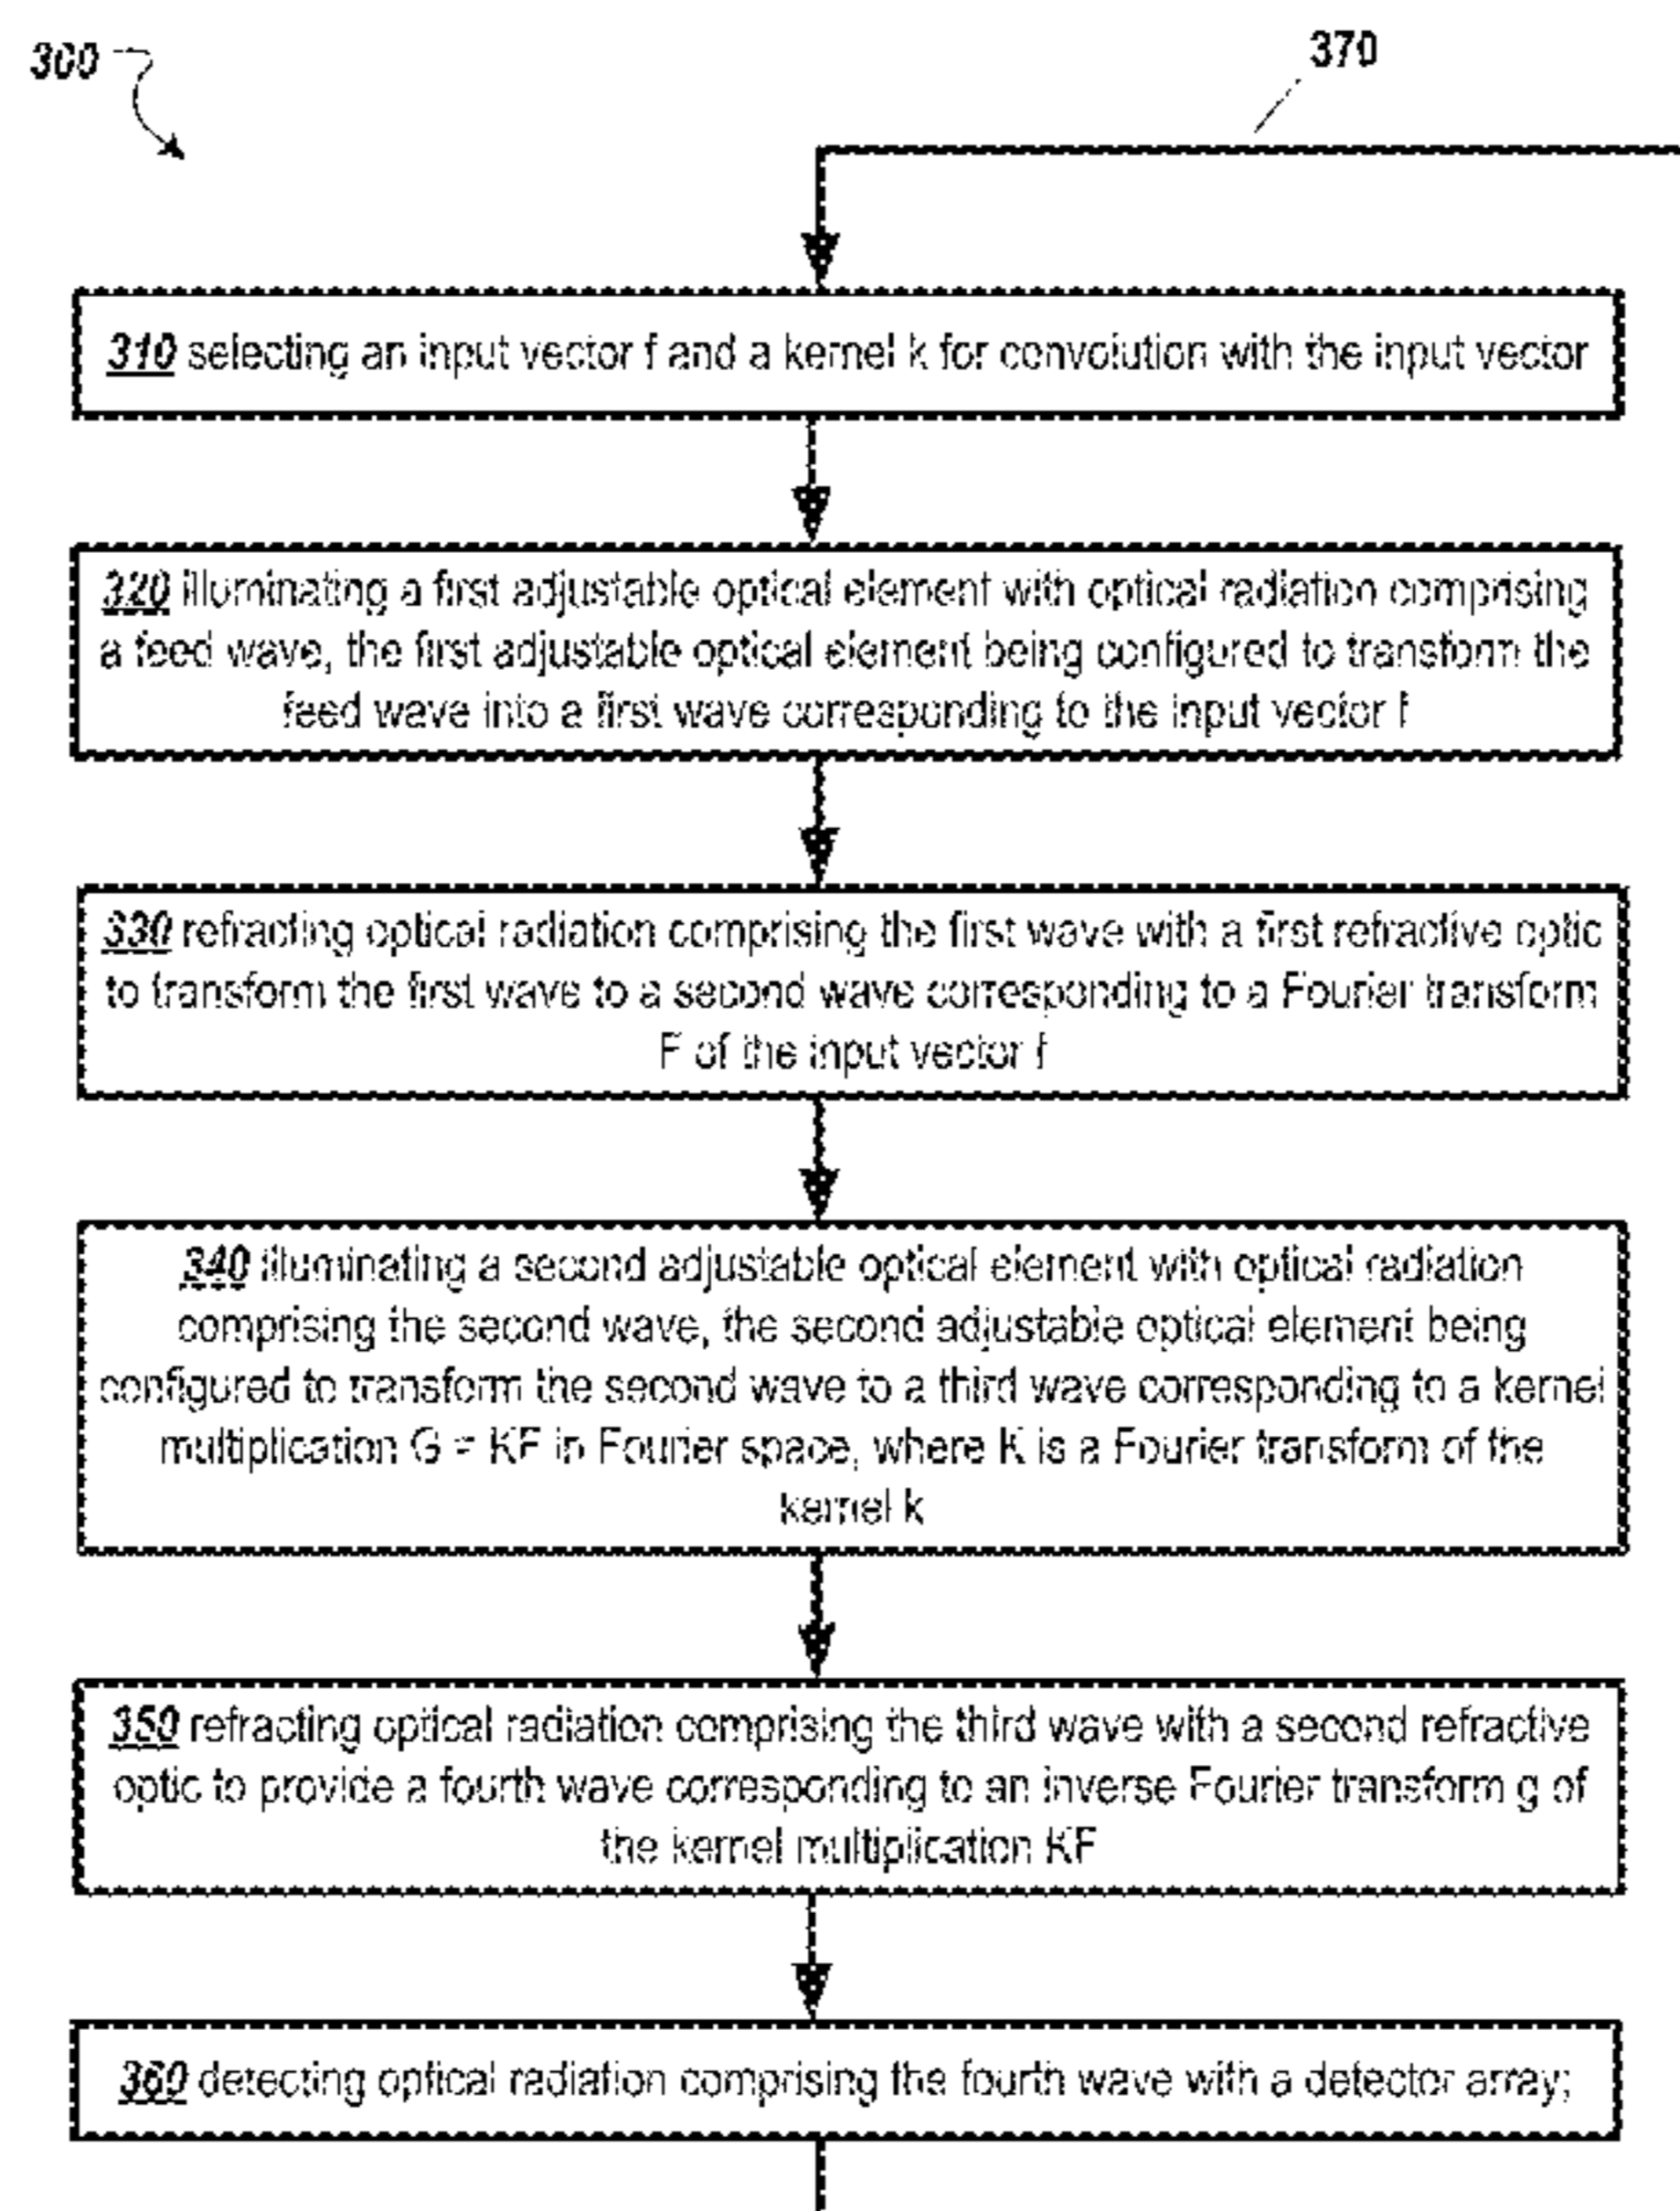 300
370
310 selecting an input vector f and a kernel k for convolution with the input vector
320 illuminating a first adjustable optical element with optical radiation comprising
a feed wave, the first adjustable optical element being configured to transform the
feed wave into a first wave corresponding to the input vector f
330 refracting optical radiation comprising the first wave with a first refractive optic
to transform the first wave to a second wave corresponding to a Fourier transform
F of the input vector f
340 illuminating a second adjustable optical element with optical radiation
comprising the second wave, the second adjustable optical element being
configured to transform the second wave to a third wave corresponding to a kernel
multiplication G = KF in Fourier space, where K is a Fourier transform of the
kernel k
350 refracting optical radiation comprising the third wave with a second refractive
optic to provide a fourth wave corresponding to an inverse Fourier transform g of
the kernel multiplication KF
360 detecting optical radiation comprising the fourth wave with a detector array;